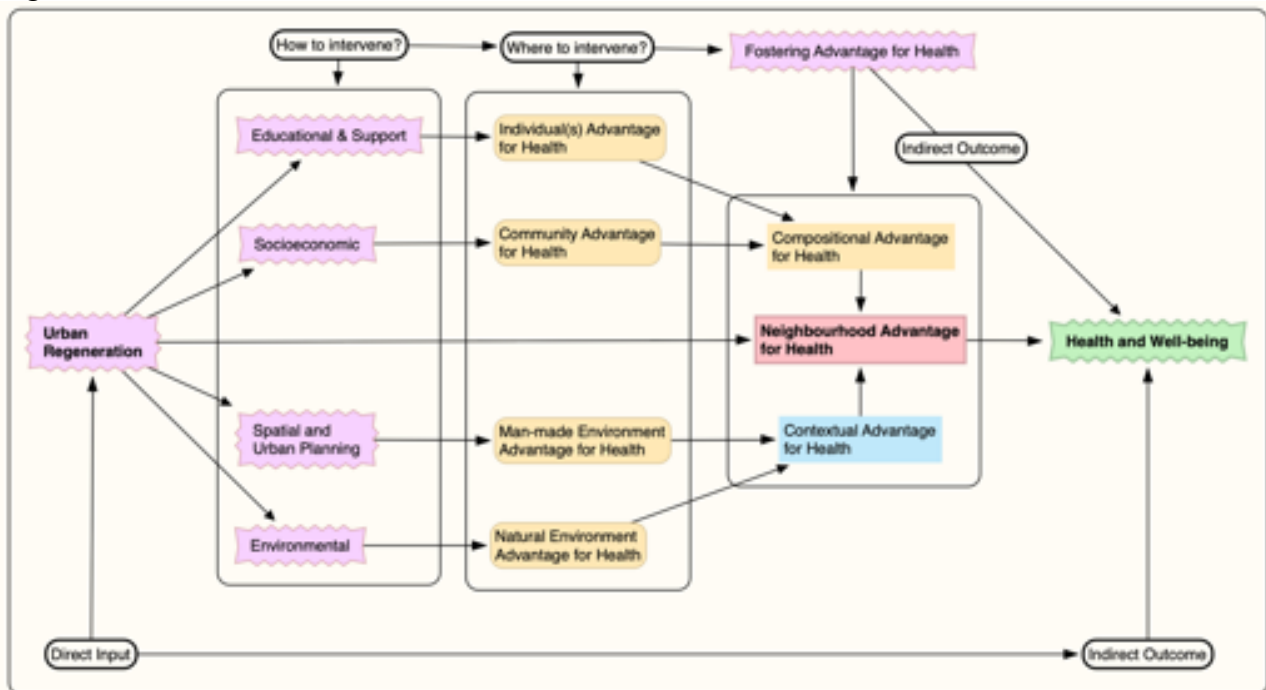 How to intervene?
Where to intervene?
Fostering Advantage for Health
Educational & Support
Individual(s) Advantage
for Health
Indirect Outcome
Socioeconomic
Community Advantage
for Health
Compositional Advantage
for Health
Urban
Regeneration
Neighbourhood Advantage
for Health
Health and Well-being
Spatial and
Urban Planning
Man-made Environment
Advantage for Health
Contextual Advantage
for Health
Environmental
Natural Environment
Advantage for Health
Direct Input
Indirect Outcome